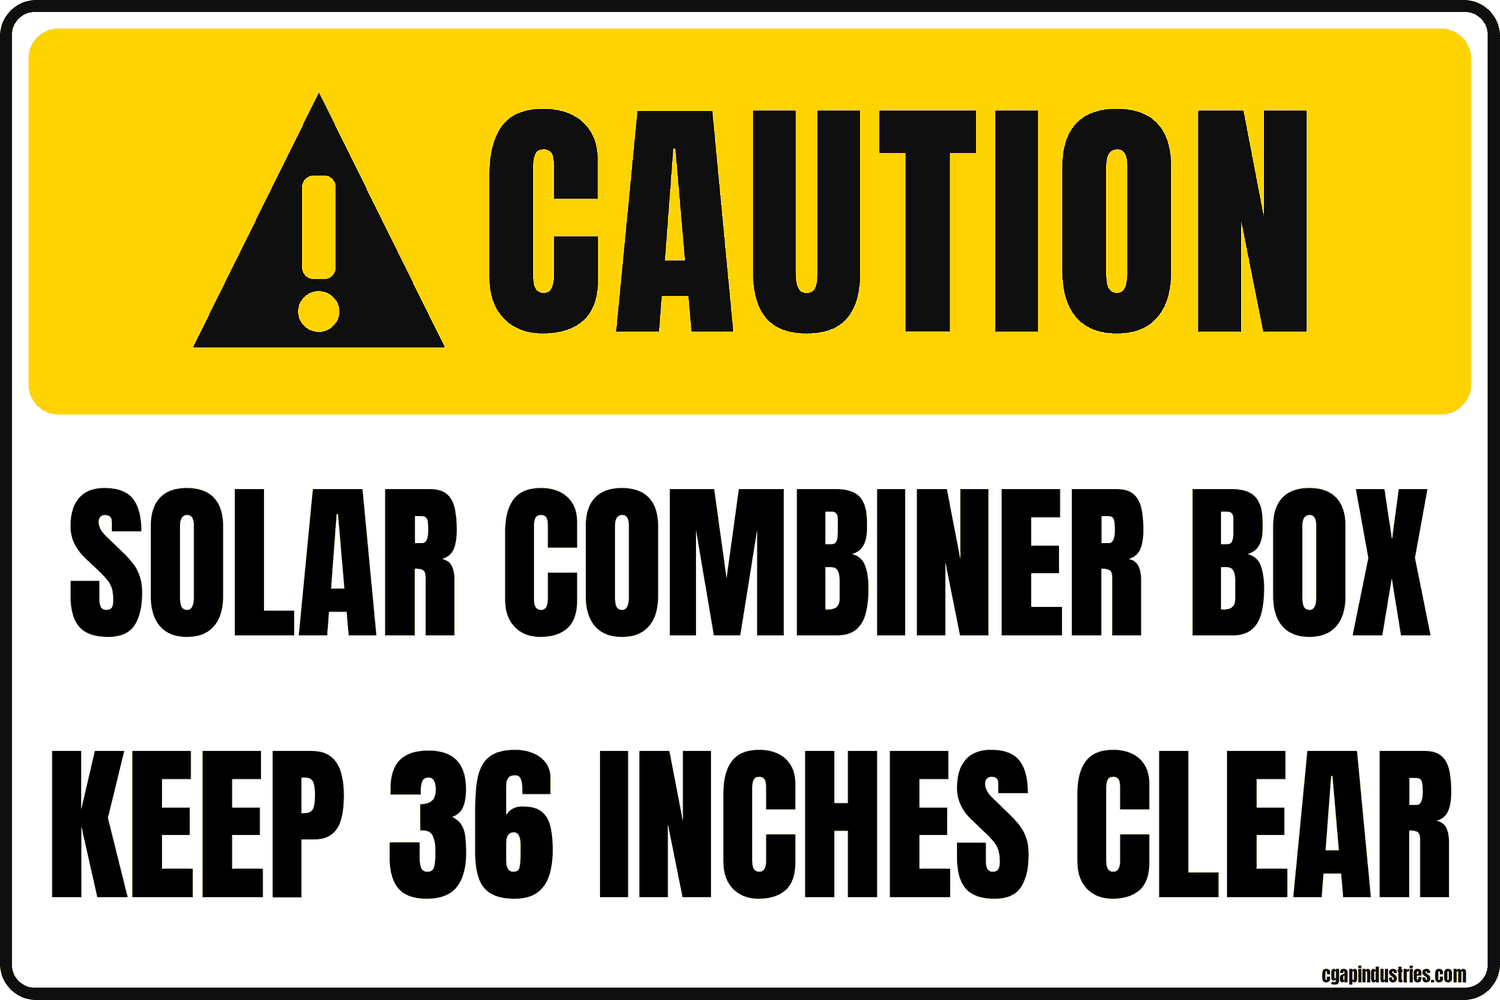 CAUTION
SOLAR COMBINER BOX
KEEP 36 INCHES CLEAR
cgapindustries.com